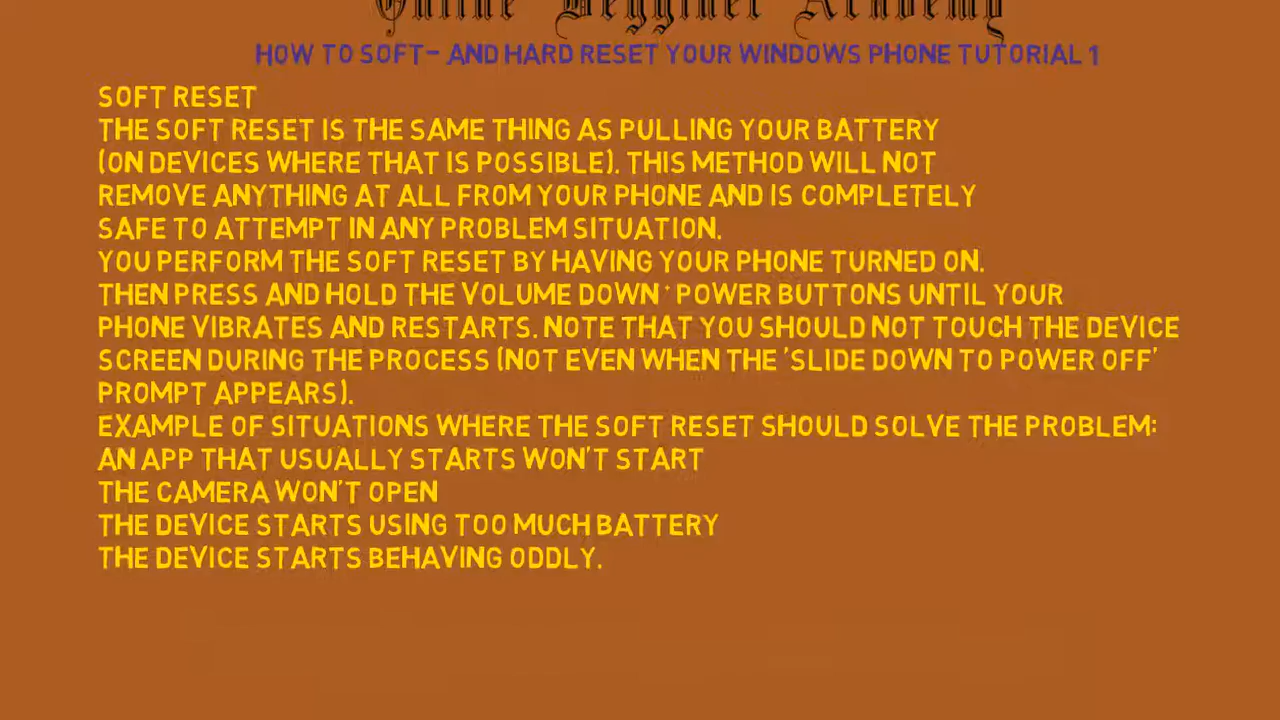 Online Begginer Academy
HOW TO SOFT- AND HARD RESET YOUR WINDOWS PHONE TUTORIAL 1
SOFT RESET
THE SOFT RESET IS THE SAME THING AS PULLING YOUR BATTERY
(ON DEVICES WHERE THAT IS POSSIBLE). THIS METHOD WILL NOT
REMOVE ANYTHING AT ALL FROM YOUR PHONE AND IS COMPLETELY
SAFE TO ATTEMPT IN ANY PROBLEM SITUATION.
YOU PERFORM THE SOFT RESET BY HAVING YOUR PHONE TURNED ON.
THEN PRESS AND HOLD THE VOLUME DOWN + POWER BUTTONS UNTIL YOUR
PHONE VIBRATES AND RESTARTS. NOTE THAT YOU SHOULD NOT TOUCH THE DEVICE
SCREEN DURING THE PROCESS (NOT EVEN WHEN THE 'SLIDE DOWN TO POWER OFF'
PROMPT APPEARS).
EXAMPLE OF SITUATIONS WHERE THE SOFT RESET SHOULD SOLVE THE PROBLEM:
AN APP THAT USUALLY STARTS WON'T START
THE CAMERA WON'T OPEN
THE DEVICE STARTS USING TOO MUCH BATTERY
THE DEVICE STARTS BEHAVING ODDLY.